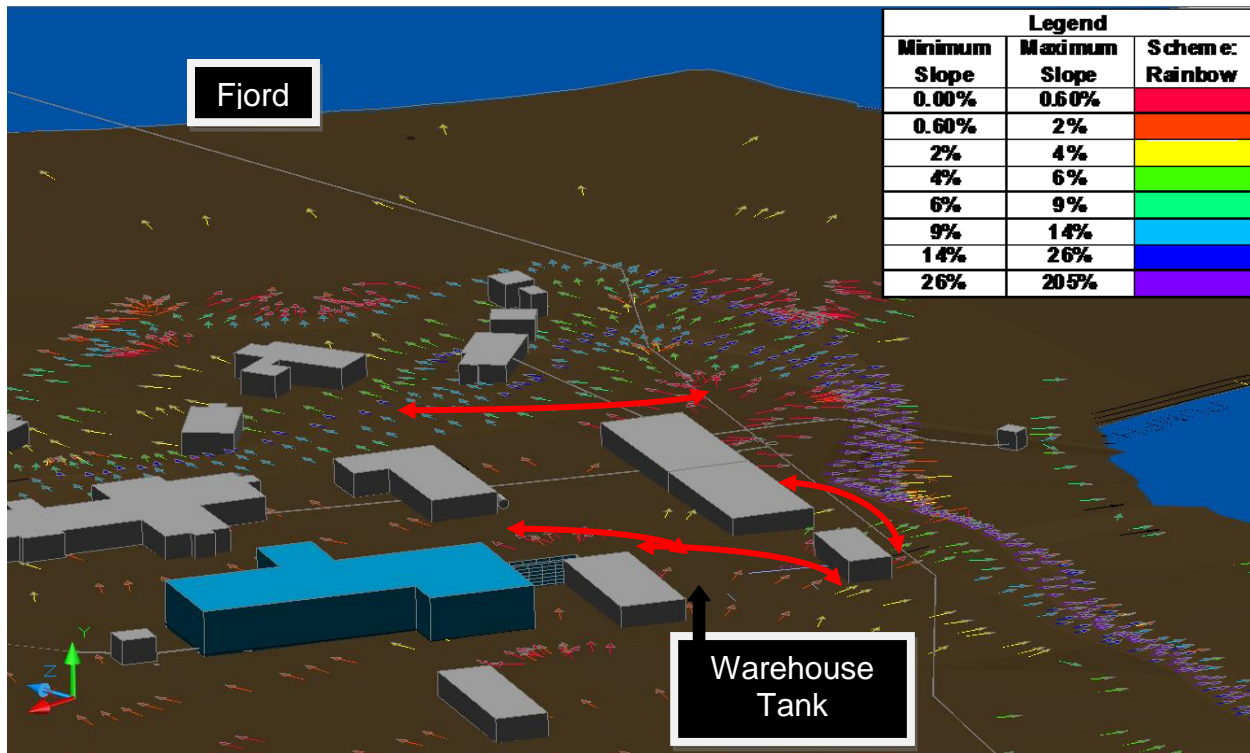 Fjord
Legend
Minimum Slope Maximum Slope Scheme: Rainbow
0.00% 0.60%
0.60% 2%
2% 4%
4% 6%
6% 9%
9% 14%
14% 26%
26% 205%
Warehouse
Tank
Y
Z